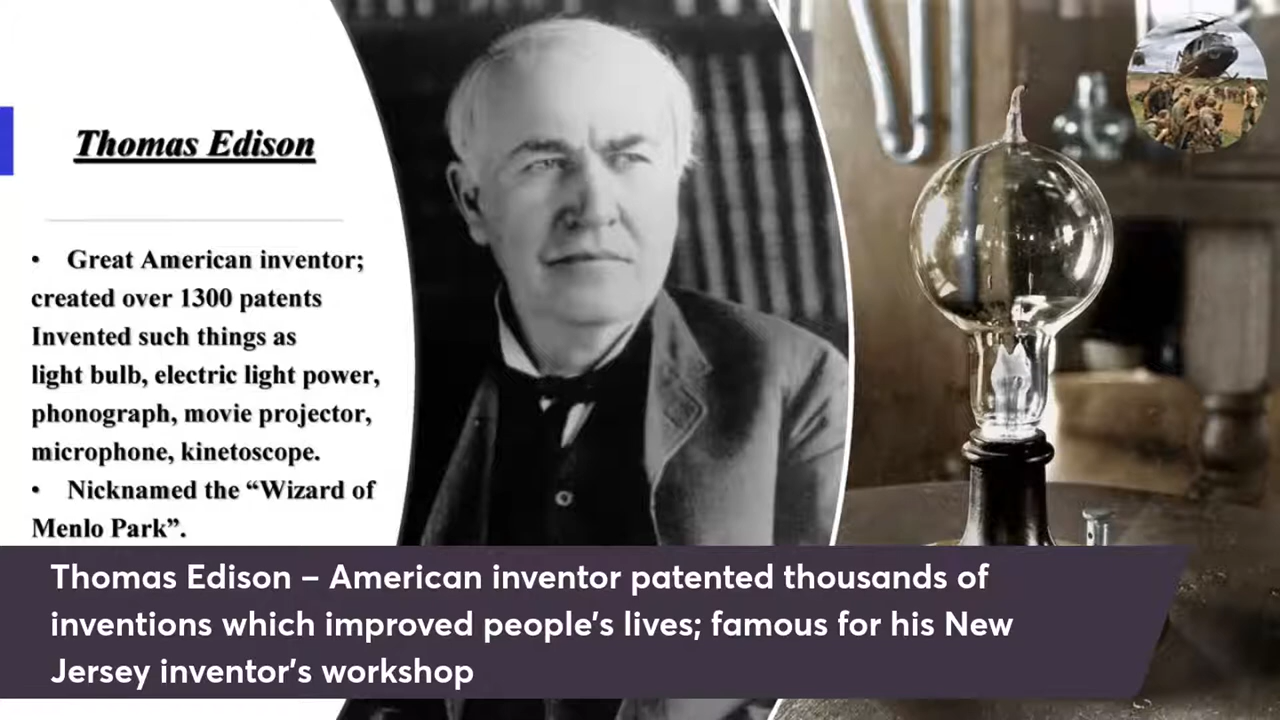 Thomas Edison
• Great American inventor;
created over 1300 patents
Invented such things as
light bulb, electric light power,
phonograph, movie projector,
microphone, kinetoscope.
• Nicknamed the “Wizard of
Menlo Park”.
Thomas Edison – American inventor patented thousands of
inventions which improved people’s lives; famous for his New
Jersey inventor’s workshop